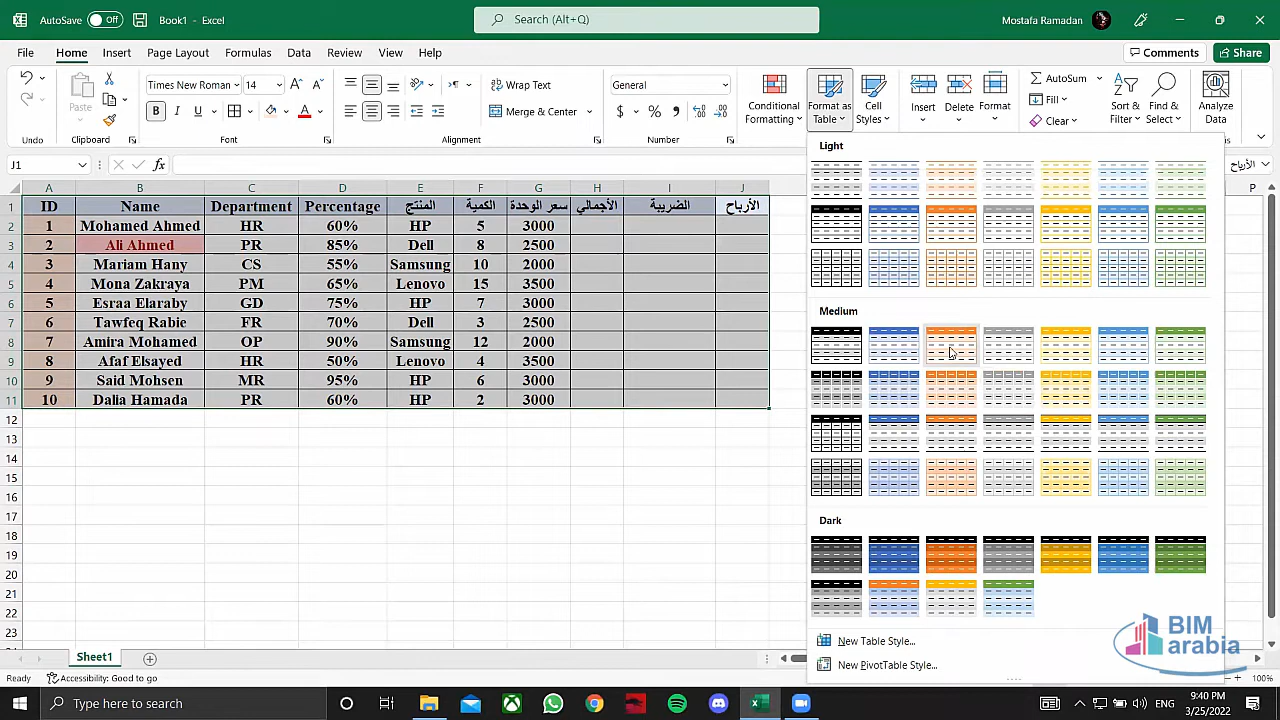 AutoSave Off Book1 - Excel Search (Alt+Q) Mostafa Ramadan
File Home Insert Page Layout Formulas Data Review View Help Comments Share
Undo
Paste
Clipboard
Times New Roman 14
B I U A
Font
Wrap Text
Merge & Center
Alignment
General
$ % ,
Number
Conditional Formatting
Format as Table
Cell Styles
Insert Delete Format
AutoSum
Fill
Clear
Sort & Filter
Find & Select
Analyze Data
J1 fx الأرباح
A B C D E F G H I J P
1 ID Name Department Percentage المنتج الكمية سعر الوحدة الأجمالي الضريبة الأرباح
2 1 Mohamed Ahmed HR 60% HP 5 3000
3 2 Ali Ahmed PR 85% Dell 8 2500
4 3 Mariam Hany CS 55% Samsung 10 2000
5 4 Mona Zakraya PM 65% Lenovo 15 3500
6 5 Esraa Elaraby GD 75% HP 7 3000
7 6 Tawfeq Rabie FR 70% Dell 3 2500
8 7 Amira Mohamed OP 90% Samsung 12 2000
9 8 Afaf Elsayed HR 50% Lenovo 4 3500
10 9 Said Mohsen MR 95% HP 6 3000
11 10 Dalia Hamada PR 60% HP 2 3000
12
13
14
15
16
17
18
19
20
21
22
23
Light
Medium
Dark
New Table Style...
New PivotTable Style...
BIM
arabia
Sheet1
Ready Accessibility: Good to go 100%
Type here to search ENG 9:40 PM
3/25/2022